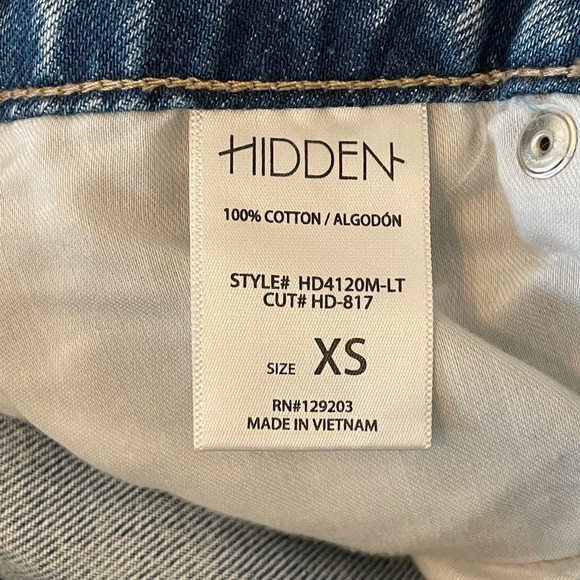 HIDDEN
100% COTTON / ALGODÓN
STYLE# HD4120M-LT
CUT# HD-817
SIZE XS
RN#129203
MADE IN VIETNAM